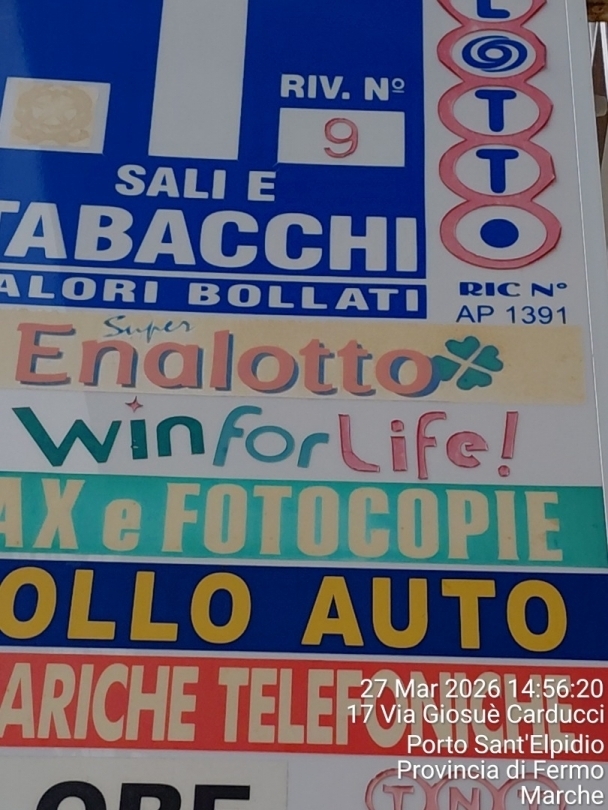 LOTTO
RIV. Nº
9
SALI E
TABACCHI
RIC Nº
AP 1391
ALORI BOLLATI
Super
Enalotto
Win for Life!
AX e FOTOCOPIE
OLLO AUTO
ARICHE TELEFONICHE
27 Mar 2026 14:56:20
17 Via Giosuè Carducci
Porto Sant'Elpidio
Provincia di Fermo
Marche